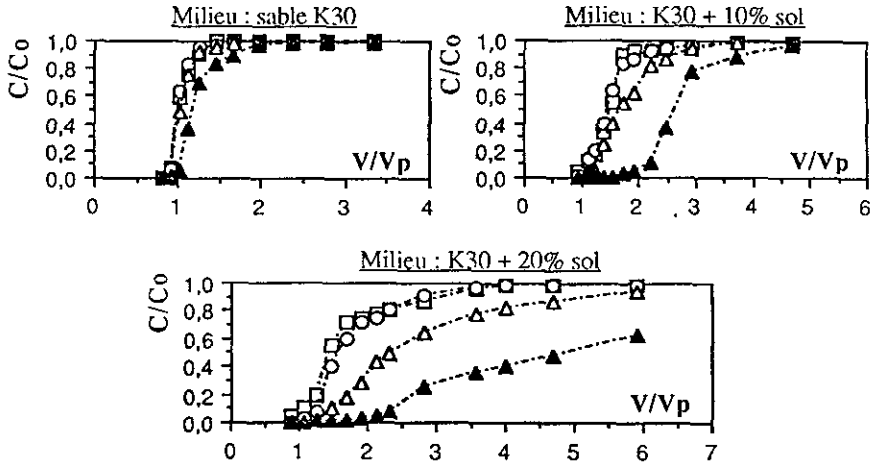 Milieu : sable K30
C/Co
1,0
0,8
0,6
0,4
0,2
0,0
V/Vp
0 1 2 3 4
Milieu : K30 + 10% sol
C/Co
1,0
0,8
0,6
0,4
0,2
0,0
V/Vp
0 1 2 3 4 5 6
Milieu : K30 + 20% sol
C/Co
1,0
0,8
0,6
0,4
0,2
0,0
V/Vp
0 1 2 3 4 5 6 7